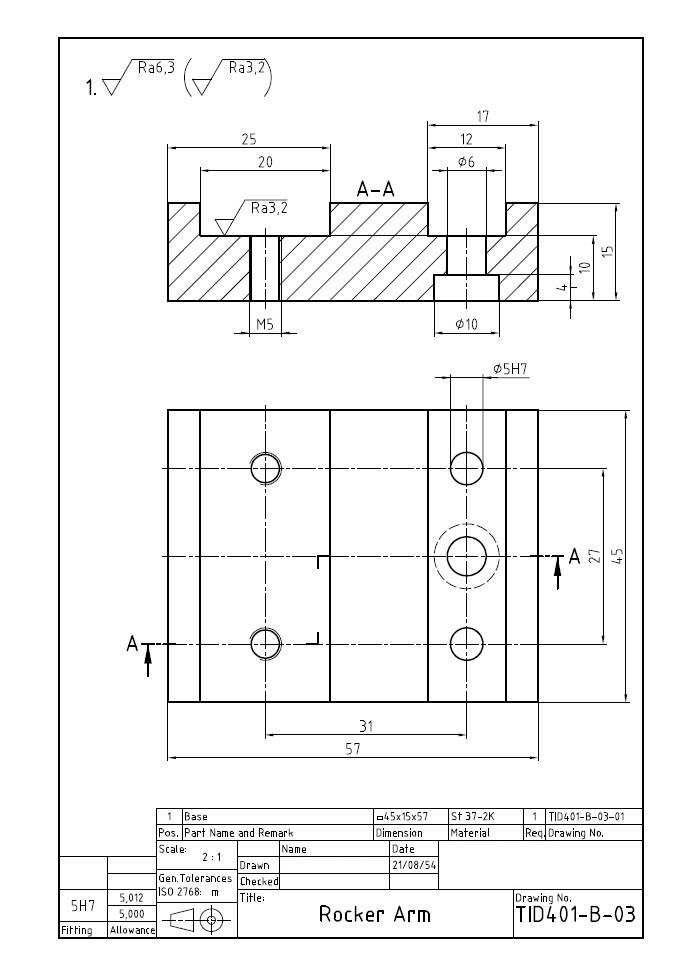 1. Ra6,3 (Ra3,2)
17
25
12
20
A-A
Ø6
Ra3,2
15
10
4
M5
Ø10
Ø5H7
A
27
45
A
31
57
1 Base □45x15x57 St 37-2K 1 TID401-B-03-01
Pos. Part Name and Remark Dimension Material Req. Drawing No.
Scale: 2 : 1 Name Date
Drawn 21/08/54
Gen.Tolerances
ISO 2768: m
Checked
5H7 5,012
5,000
Fitting Allowance
Title:
Rocker Arm
Drawing No.
TID401-B-03